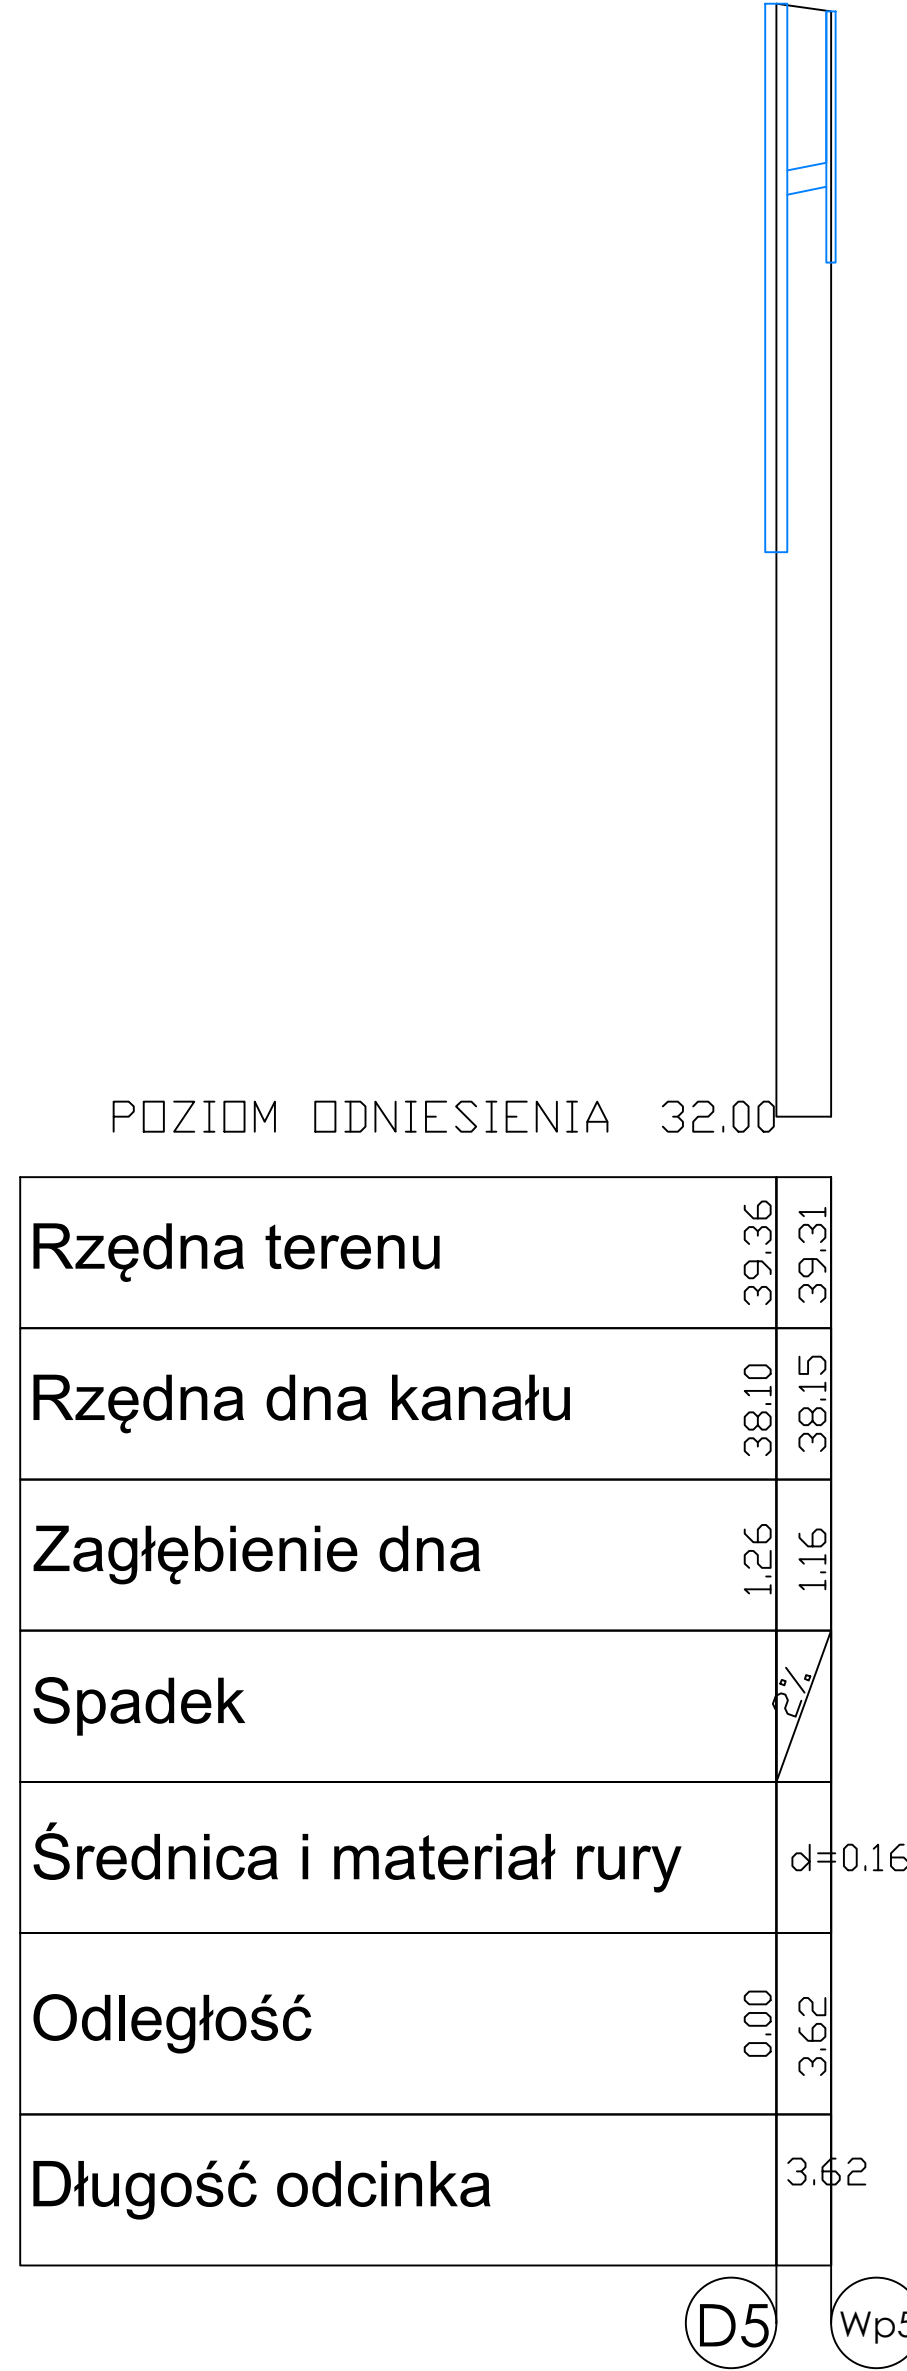 POZIOM ODNIESIENIA 32.00
Rzędna terenu 39.36 39.31
Rzędna dna kanału 38.10 38.15
Zagłębienie dna 1.26 1.16
Spadek 2%
Średnica i materiał rury d=0.16
Odległość 0.00 3.62
Długość odcinka 3.62
D5 Wp5